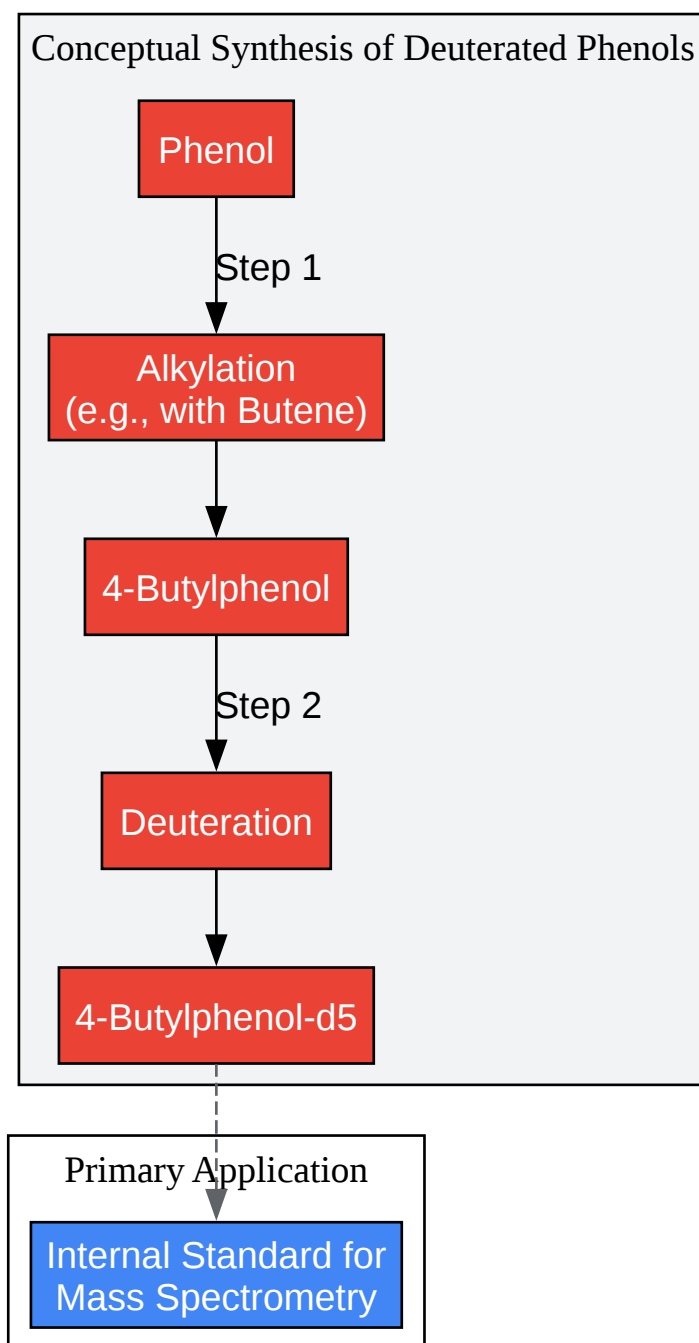 Conceptual Synthesis of Deuterated Phenols
Phenol
Step 1
Alkylation
(e.g., with Butene)
4-Butylphenol
Step 2
Deuteration
4-Butylphenol-d5
Primary Application
Internal Standard for
Mass Spectrometry